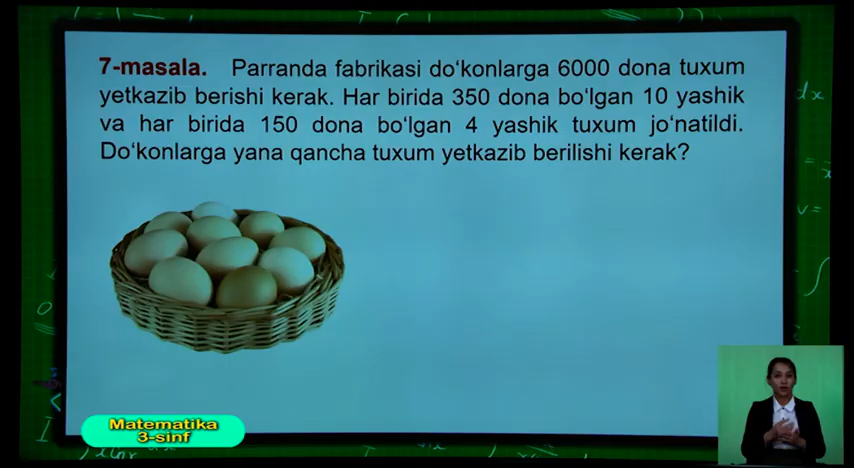 7-masala. Parranda fabrikasi do‘konlarga 6000 dona tuxum
yetkazib berishi kerak. Har birida 350 dona bo‘lgan 10 yashik
va har birida 150 dona bo‘lgan 4 yashik tuxum jo‘natildi.
Do‘konlarga yana qancha tuxum yetkazib berilishi kerak?
dx
v =
Matematika
3-sinf